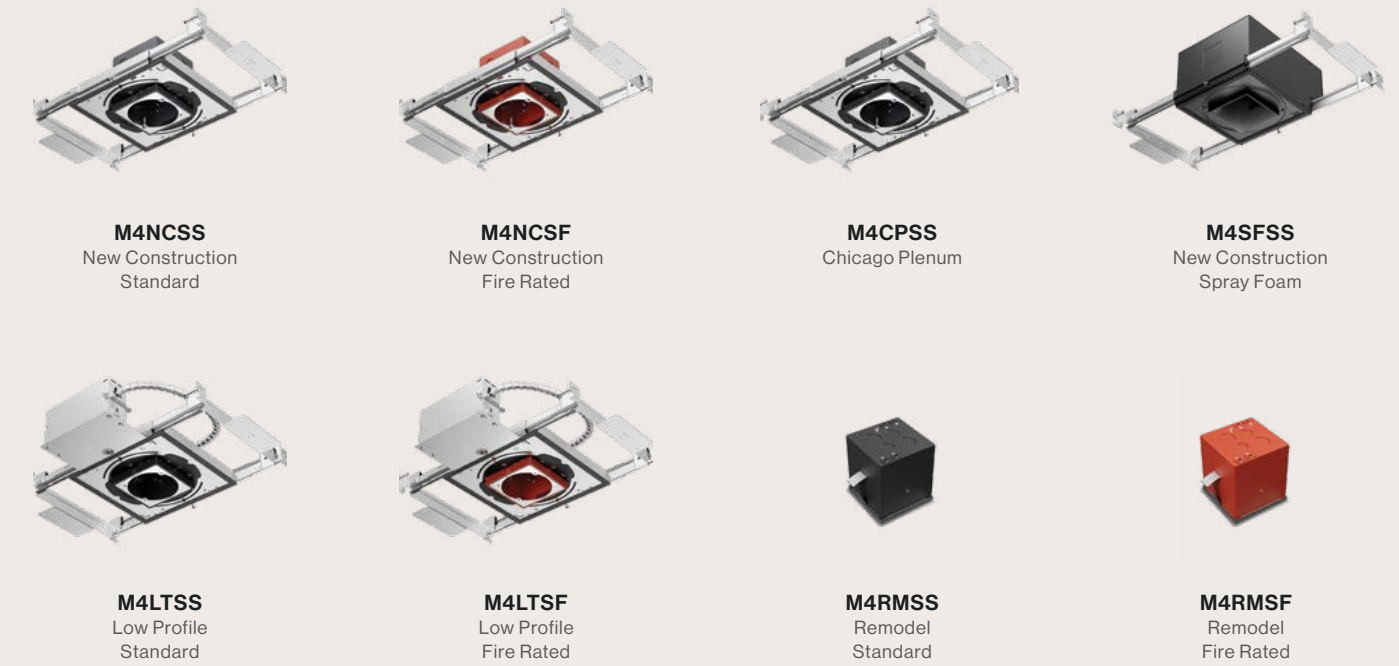 M4NCSS
New Construction
Standard
M4NCSF
New Construction
Fire Rated
M4CPSS
Chicago Plenum
M4SFSS
New Construction
Spray Foam
M4LTSS
Low Profile
Standard
M4LTSF
Low Profile
Fire Rated
M4RMSS
Remodel
Standard
M4RMSF
Remodel
Fire Rated